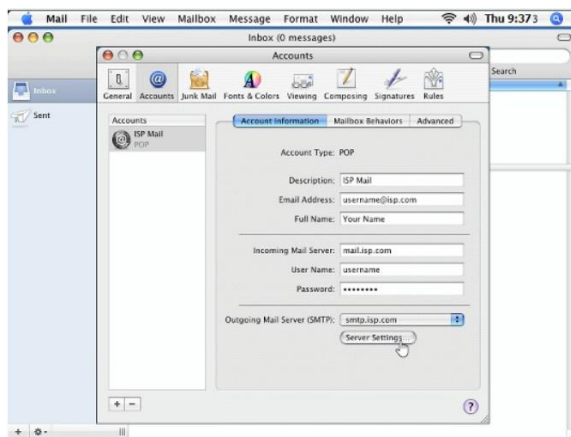 Mail File Edit View Mailbox Message Format Window Help Thu 9:37
Inbox (0 messages)
Accounts
Search
General Accounts Junk Mail Fonts & Colors Viewing Composing Signatures Rules
Inbox
Sent
Accounts
ISP Mail
POP
Account Information Mailbox Behaviors Advanced
Account Type: POP
Description: ISP Mail
Email Address: username@isp.com
Full Name: Your Name
Incoming Mail Server: mail.isp.com
User Name: username
Password: ••••••••
Outgoing Mail Server (SMTP): smtp.isp.com
Server Settings...